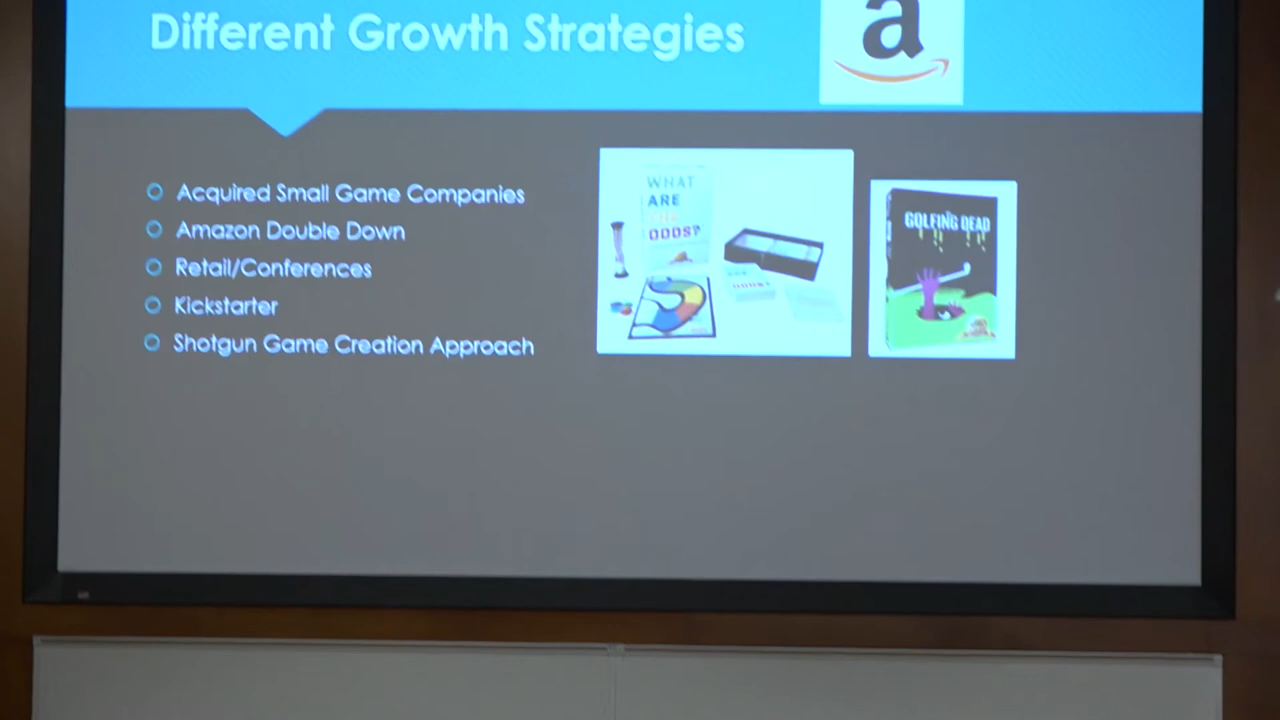 Different Growth Strategies
a
Acquired Small Game Companies
Amazon Double Down
Retail/Conferences
Kickstarter
Shotgun Game Creation Approach
WHAT
ARE
ODDS?
GOLFING DEAD